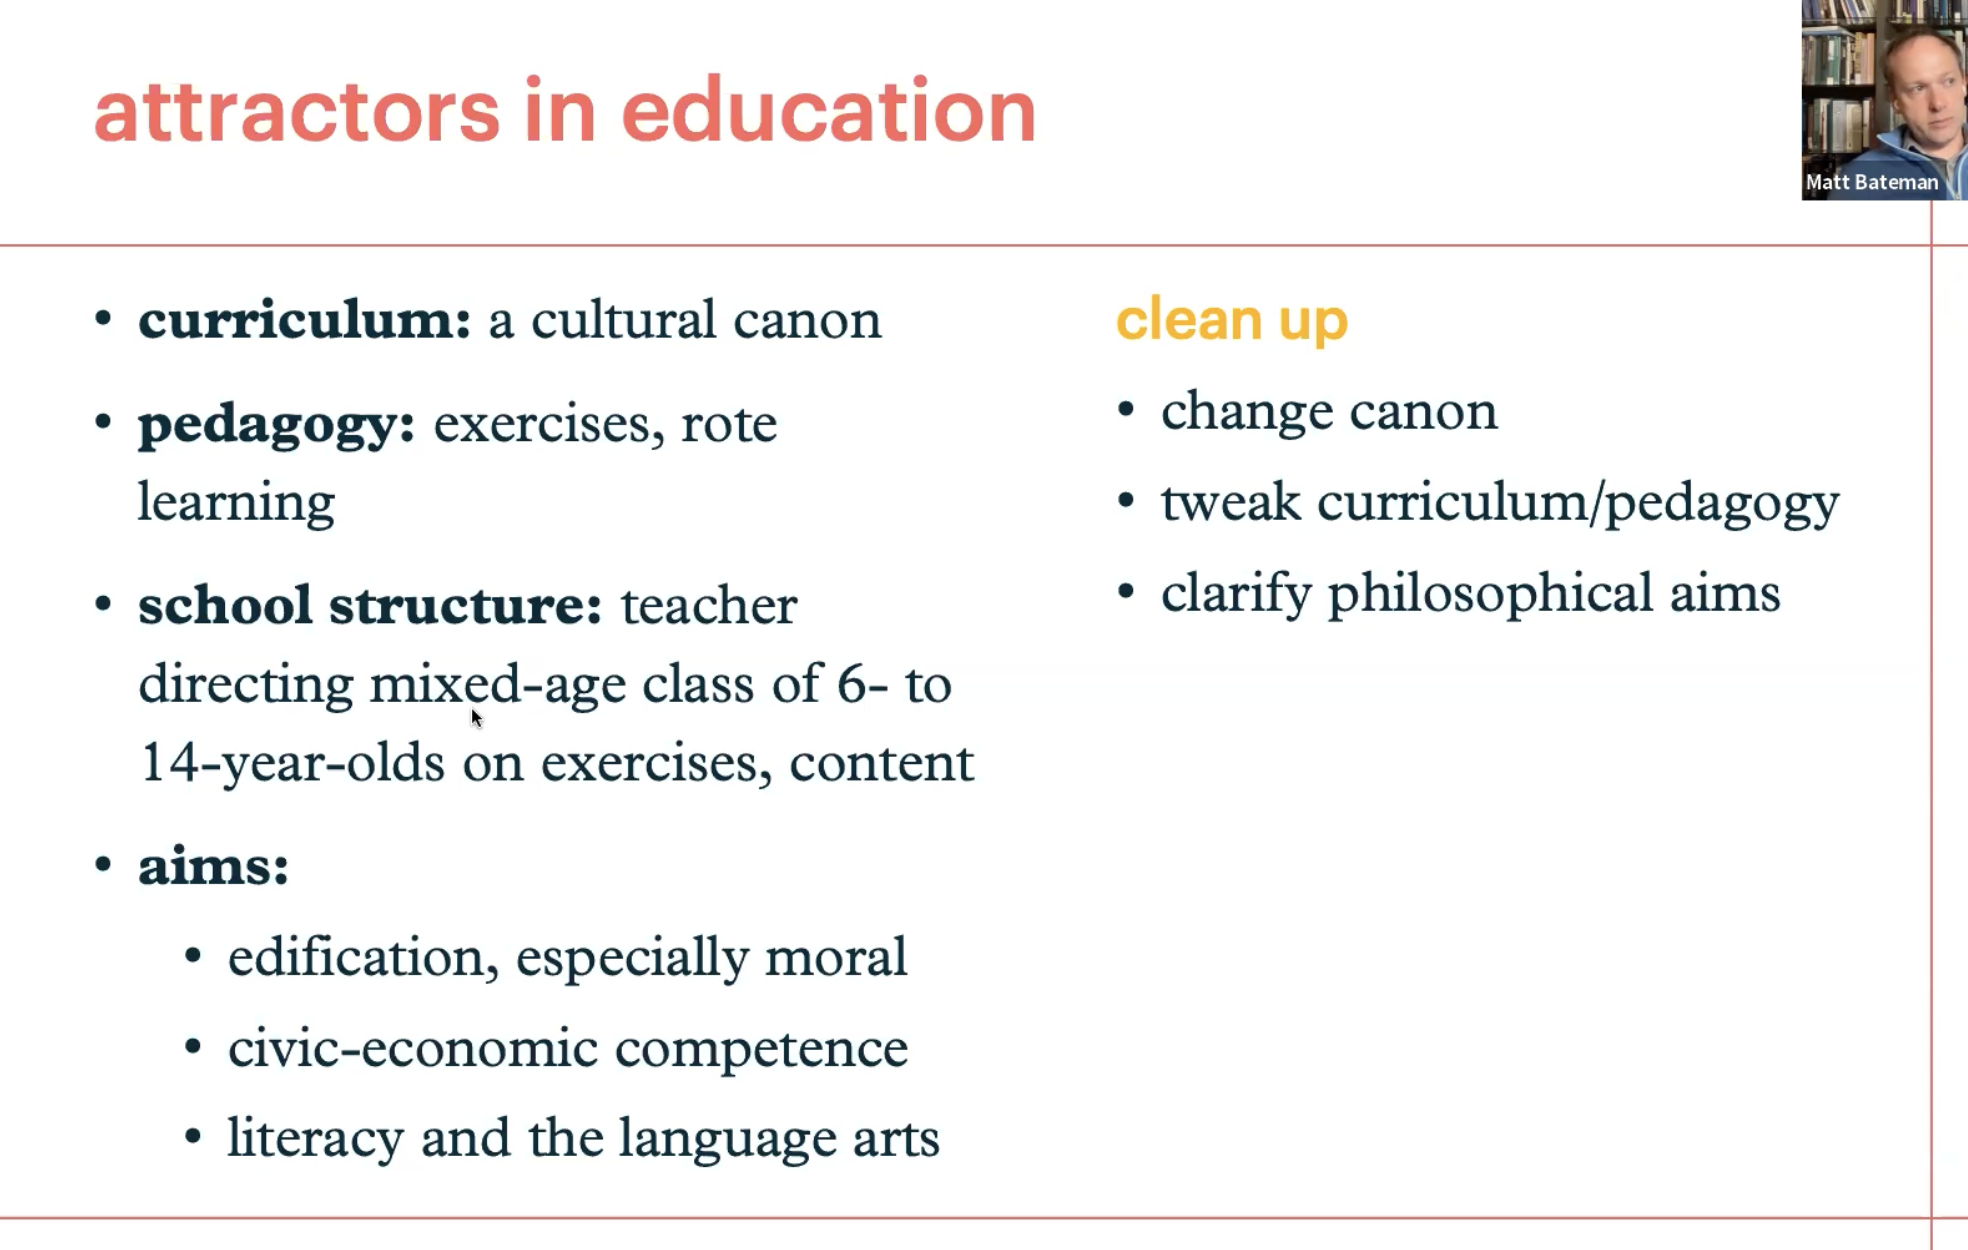 attractors in education
Matt Bateman
• curriculum: a cultural canon
• pedagogy: exercises, rote
learning
• school structure: teacher
directing mixed-age class of 6- to
14-year-olds on exercises, content
• aims:
• edification, especially moral
• civic-economic competence
• literacy and the language arts
clean up
• change canon
• tweak curriculum/pedagogy
• clarify philosophical aims